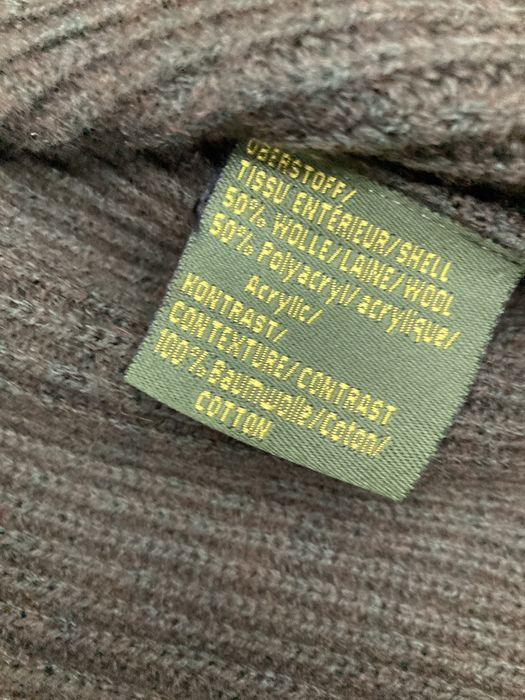 OBERSTOFF/
TISSU ENTERIEUR/SHELL
50% WOLLE/LAINE/WOOL
50% Polyacryl/acrylique/
Acrylic/
KONTRAST/
CONTEXTURE/CONTRAST
100% Baumwolle/Coton/
COTTON